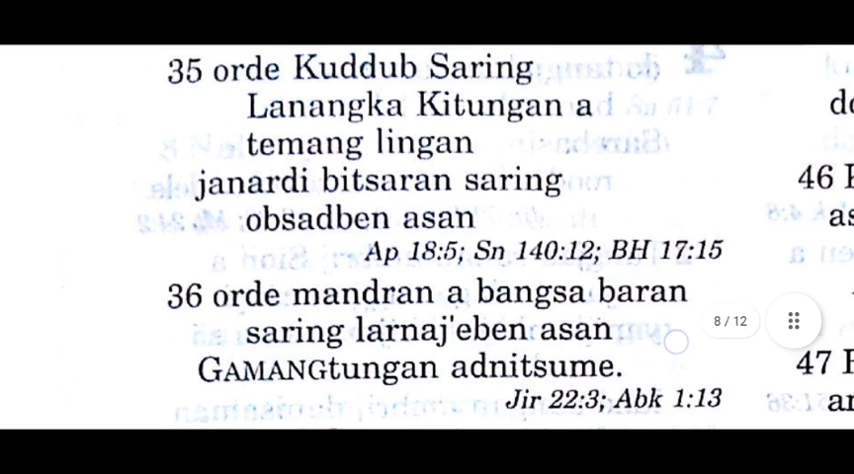 35 orde Kuddub Saring
Lanangka Kitungan a
temang lingan
janardi bitsaran saring
obsadben asan
Ap 18:5; Sn 140:12; BH 17:15
36 orde mandran a bangsa baran
saring larnaj'eben asan
GAMANGtungan adnitsume.
Jir 22:3; Abk 1:13
46
as
47
8 / 12